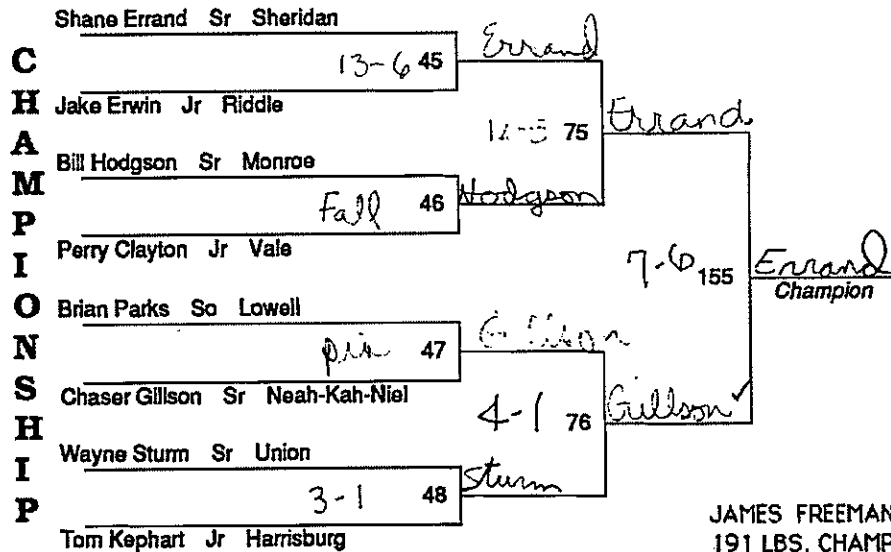 CHAMPIONSHIP
Shane Errand Sr Sheridan
13-6 45 Errand
Jake Erwin Jr Riddle
75 Errand
Bill Hodgson Sr Monroe
Fall 46 Hodgson
Perry Clayton Jr Vale
7-6 155 Errand
Champion
Brian Parks So Lowell
pin 47
Chaser Gillson Sr Neah-Kah-Niel
4-1 76 Gillson ✓
Wayne Sturm Sr Union
3-1 48 Sturm
Tom Kephart Jr Harrisburg
JAMES FREEMAN
191 LBS. CHAMP